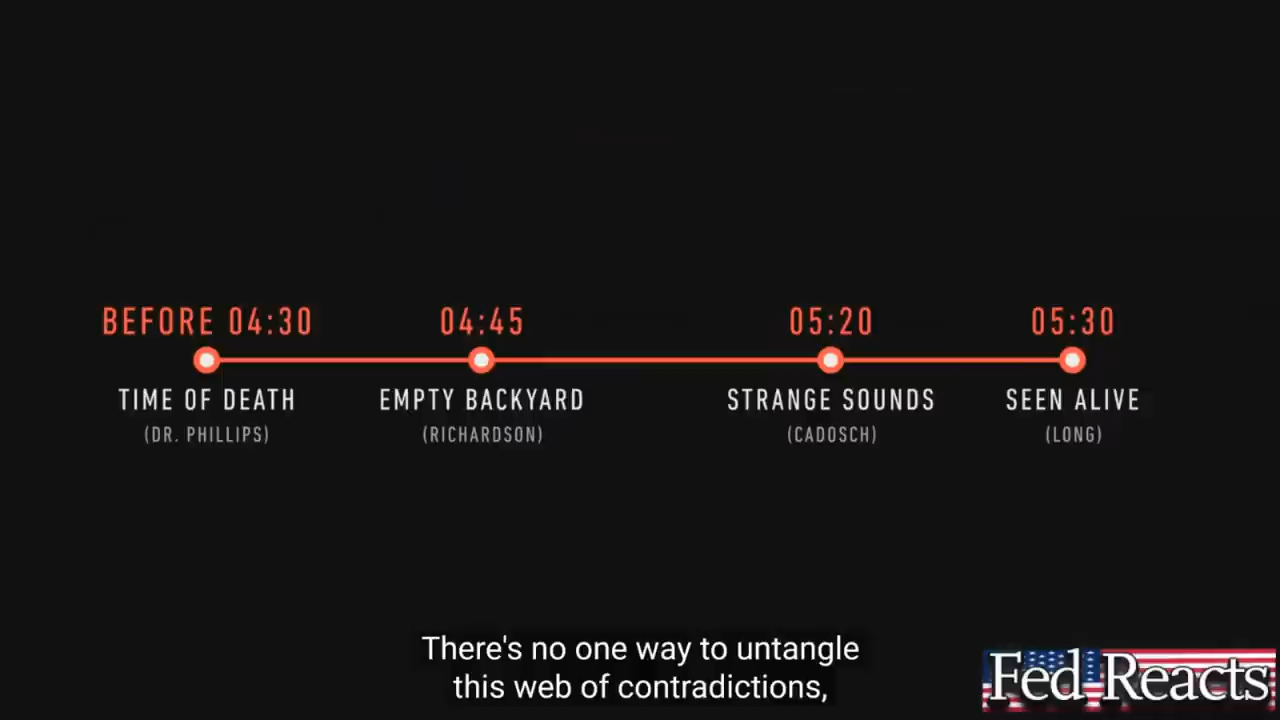 BEFORE 04:30
04:45
05:20
05:30
TIME OF DEATH
EMPTY BACKYARD
STRANGE SOUNDS
SEEN ALIVE
(DR. PHILLIPS)
(RICHARDSON)
(CADOSCH)
(LONG)
There's no one way to untangle
this web of contradictions,
Fed Reacts